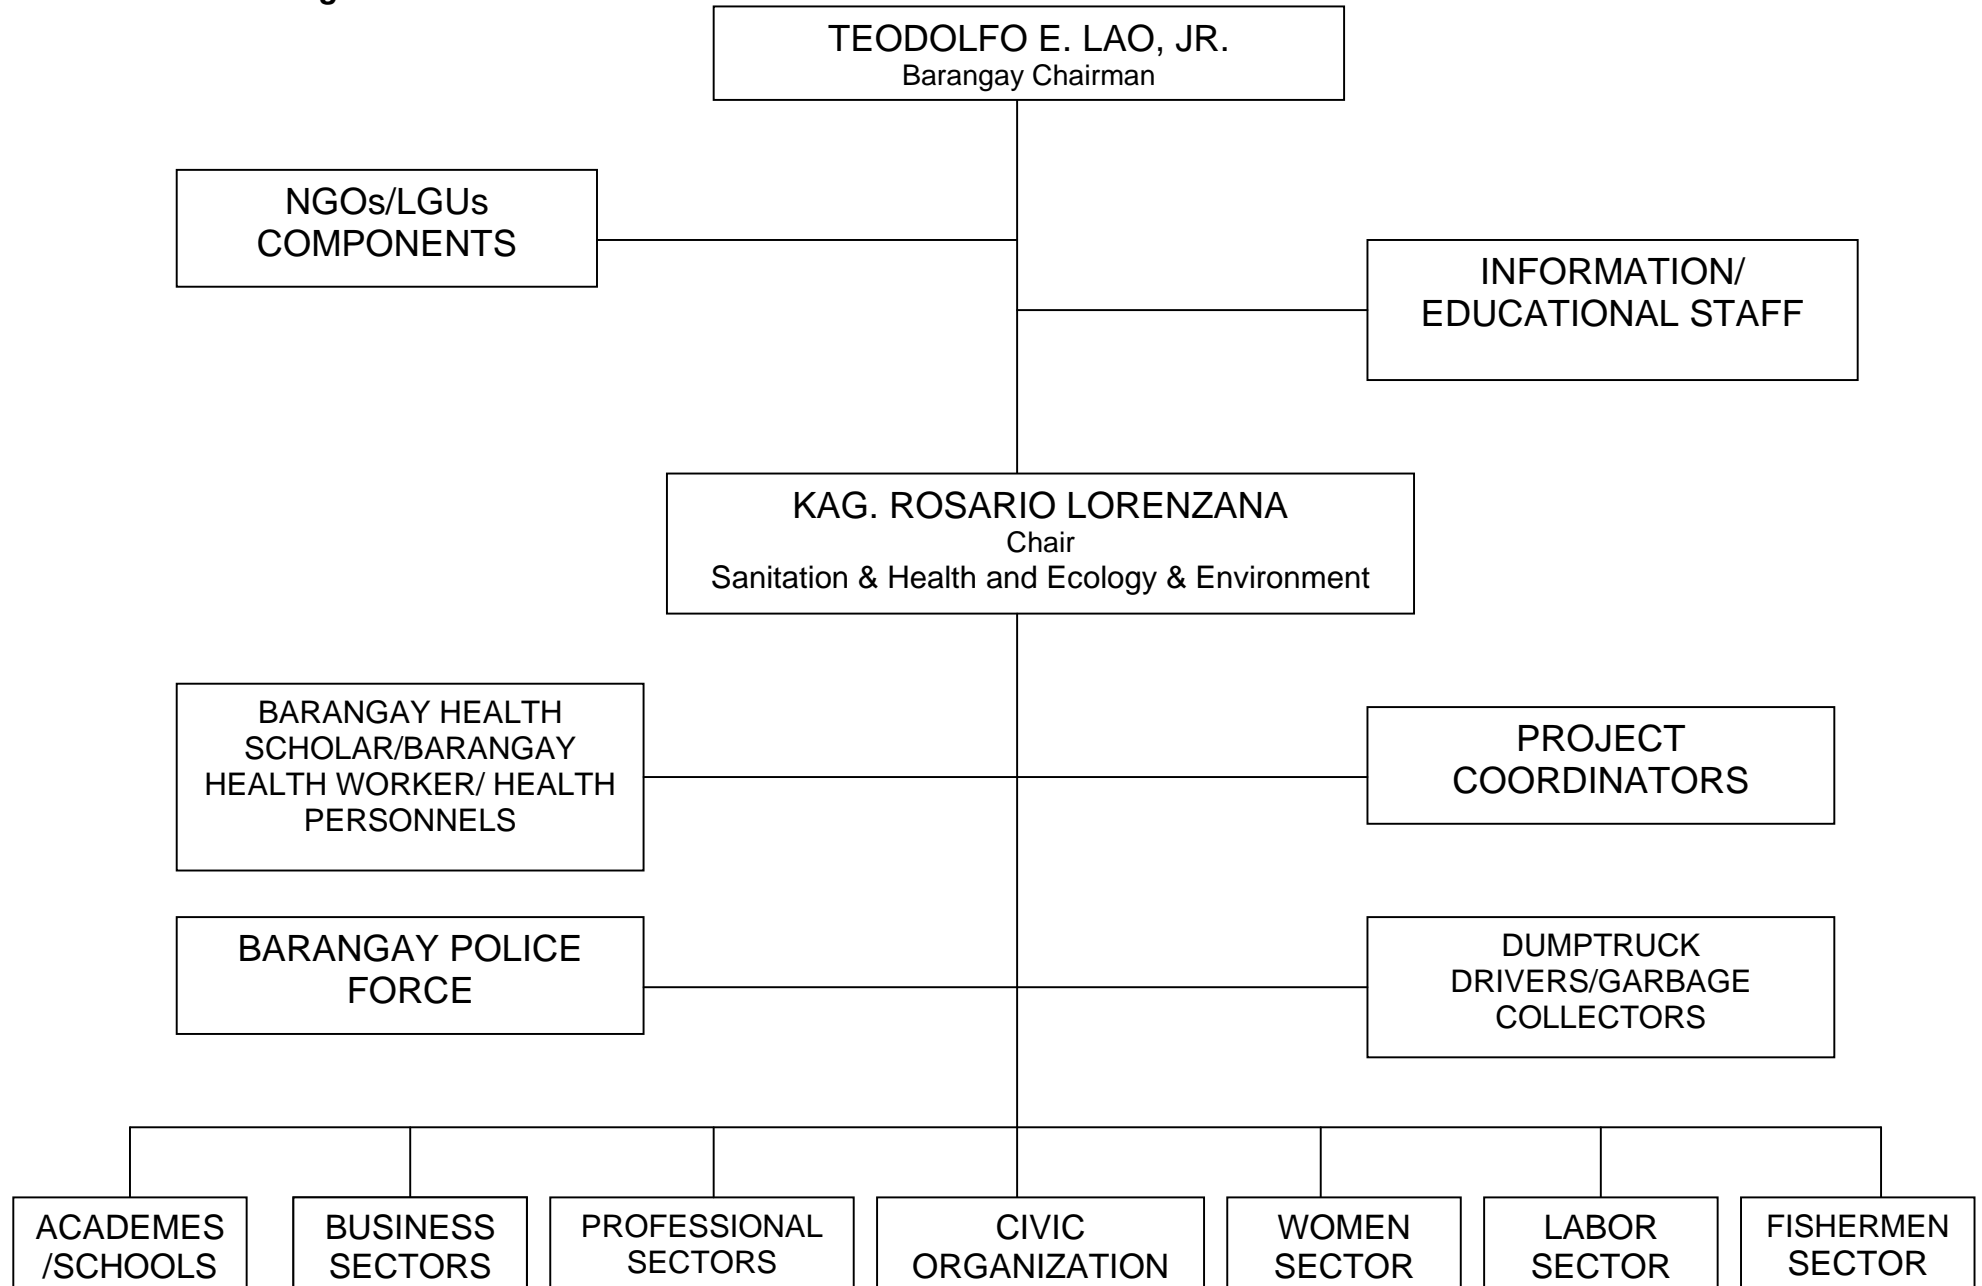 TEODOLFO E. LAO, JR.
Barangay Chairman
NGOs/LGUs
COMPONENTS
INFORMATION/
EDUCATIONAL STAFF
KAG. ROSARIO LORENZANA
Chair
Sanitation & Health and Ecology & Environment
BARANGAY HEALTH
SCHOLAR/BARANGAY
HEALTH WORKER/ HEALTH
PERSONNELS
PROJECT
COORDINATORS
BARANGAY POLICE
FORCE
DUMPTRUCK
DRIVERS/GARBAGE
COLLECTORS
ACADEMES
/SCHOOLS
BUSINESS
SECTORS
PROFESSIONAL
SECTORS
CIVIC
ORGANIZATION
WOMEN
SECTOR
LABOR
SECTOR
FISHERMEN
SECTOR